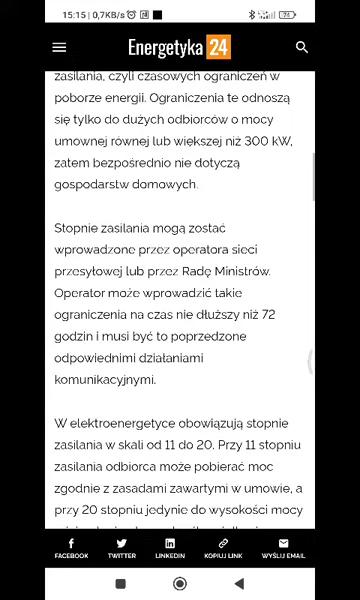 15:15 | 0,7KB/s
74
Energetyka 24
zasilania, czyli czasowych ograniczeń w
poborze energii. Ograniczenia te odnoszą
się tylko do dużych odbiorców o mocy
umownej równej lub większej niż 300 kW,
zatem bezpośrednio nie dotyczą
gospodarstw domowych.
Stopnie zasilania mogą zostać
wprowadzone przez operatora sieci
przesyłowej lub przez Radę Ministrów.
Operator może wprowadzić takie
ograniczenia na czas nie dłuższy niż 72
godzin i musi być to poprzedzone
odpowiednimi działaniami
komunikacyjnymi.
W elektroenergetyce obowiązują stopnie
zasilania w skali od 11 do 20. Przy 11 stopniu
zasilania odbiorca może pobierać moc
zgodnie z zasadami zawartymi w umowie, a
przy 20 stopniu jedynie do wysokości mocy
FACEBOOK TWITTER LINKEDIN KOPIUJ LINK WYŚLIJ EMAIL